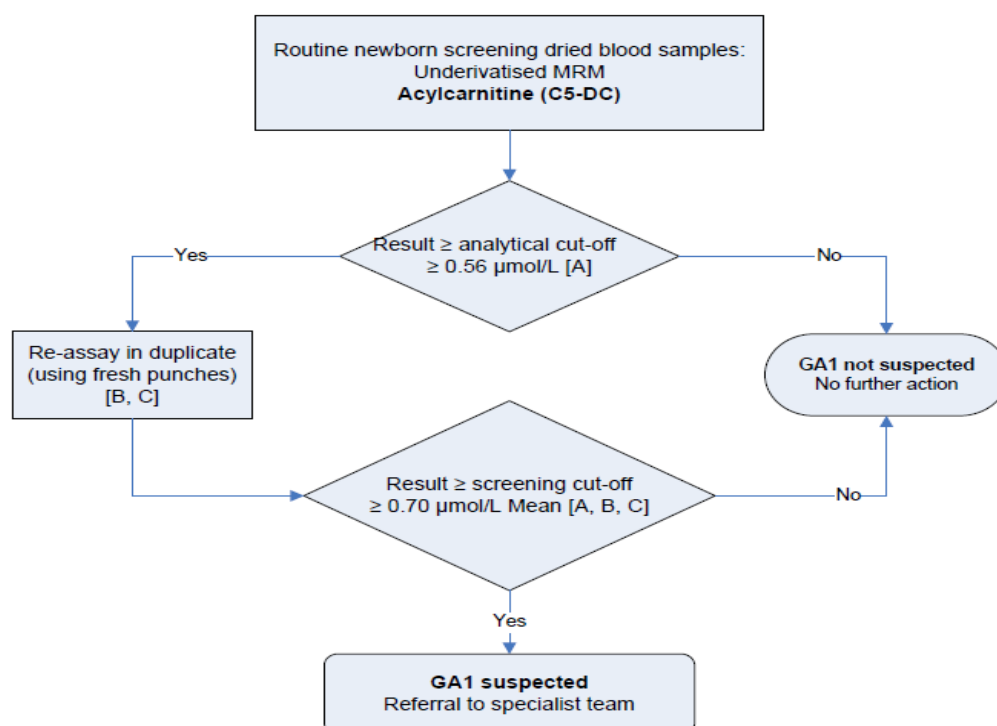 Routine newborn screening dried blood samples:
Underivatised MRM
Acylcarnitine (C5-DC)
Result ≥ analytical cut-off
≥ 0.56 µmol/L [A]
Yes
No
Re-assay in duplicate
(using fresh punches)
[B, C]
GA1 not suspected
No further action
Result ≥ screening cut-off
≥ 0.70 µmol/L Mean [A, B, C]
No
Yes
GA1 suspected
Referral to specialist team